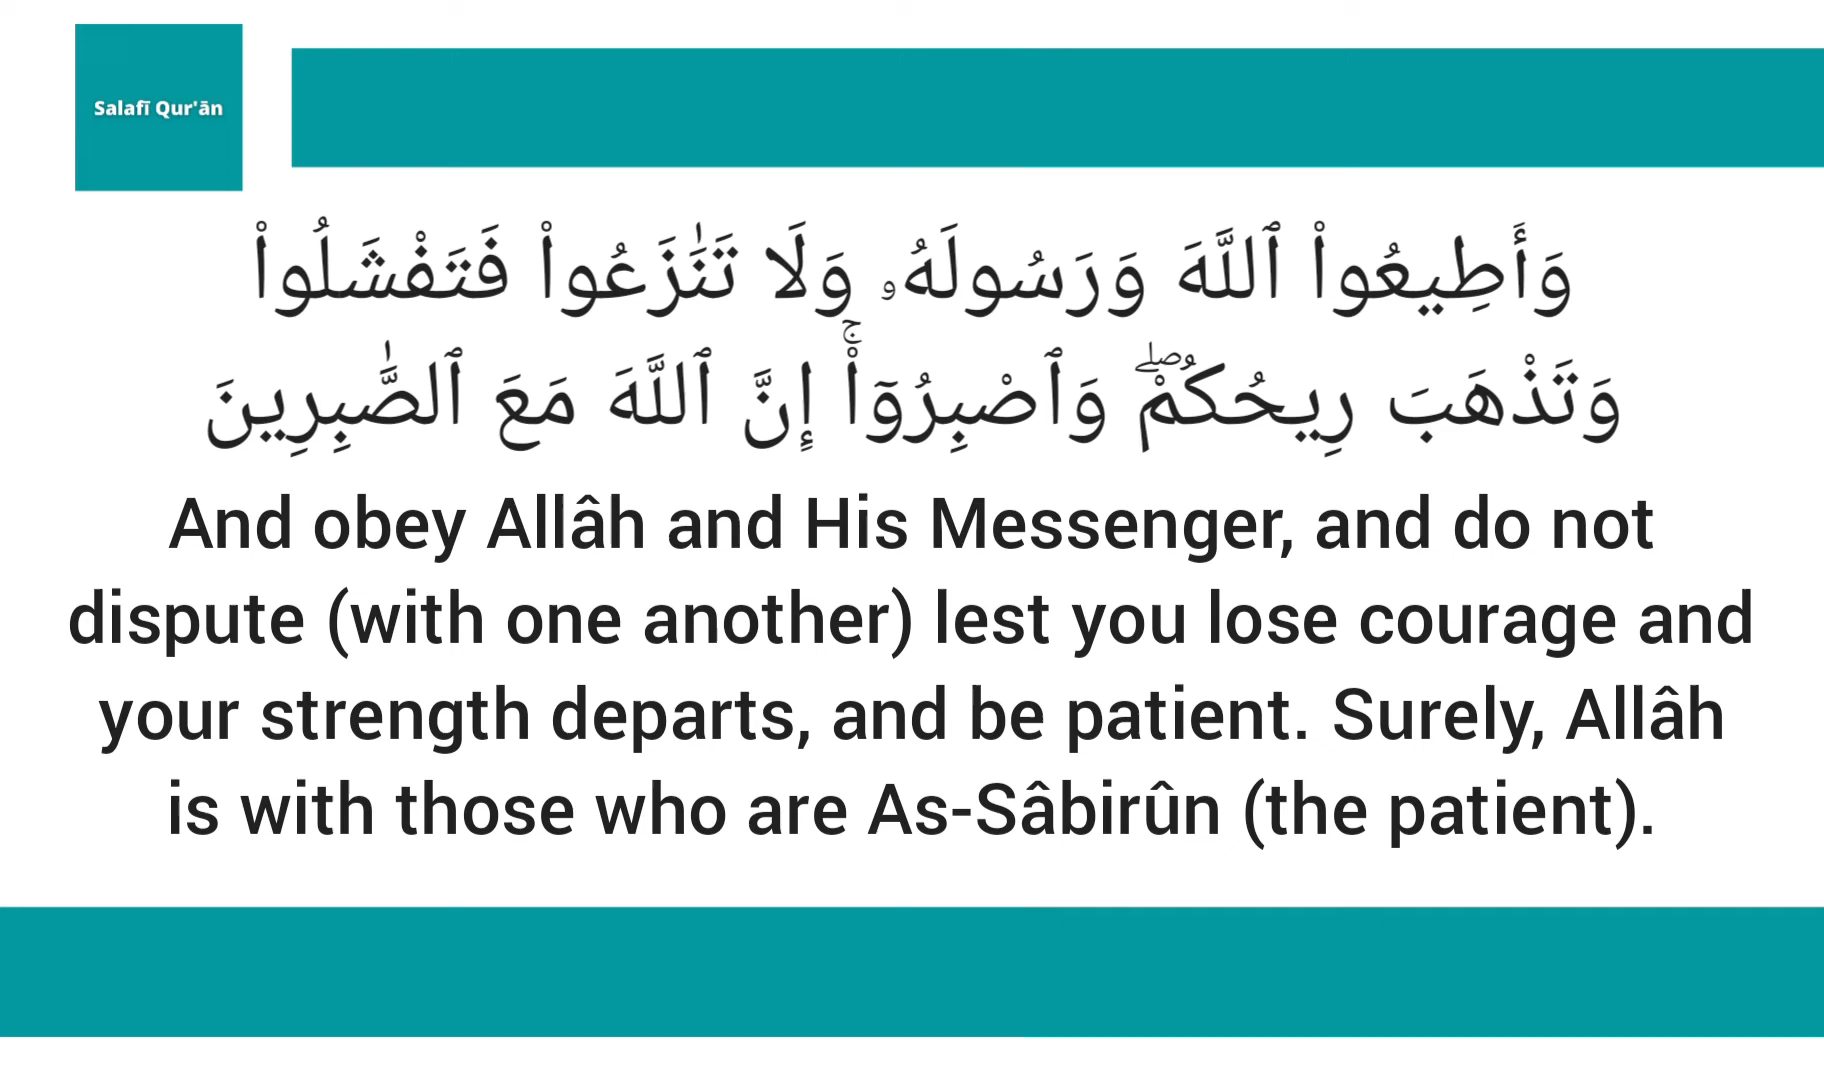 Salafī Qur'ān
وَأَطِيعُوا۟ ٱللَّهَ وَرَسُولَهُۥ وَلَا تَنَٰزَعُوا۟ فَتَفْشَلُوا۟
وَتَذْهَبَ رِيحُكُمْۖ وَٱصْبِرُوٓا۟ۚ إِنَّ ٱللَّهَ مَعَ ٱلصَّٰبِرِينَ
And obey Allâh and His Messenger, and do not
dispute (with one another) lest you lose courage and
your strength departs, and be patient. Surely, Allâh
is with those who are As-Sâbirûn (the patient).